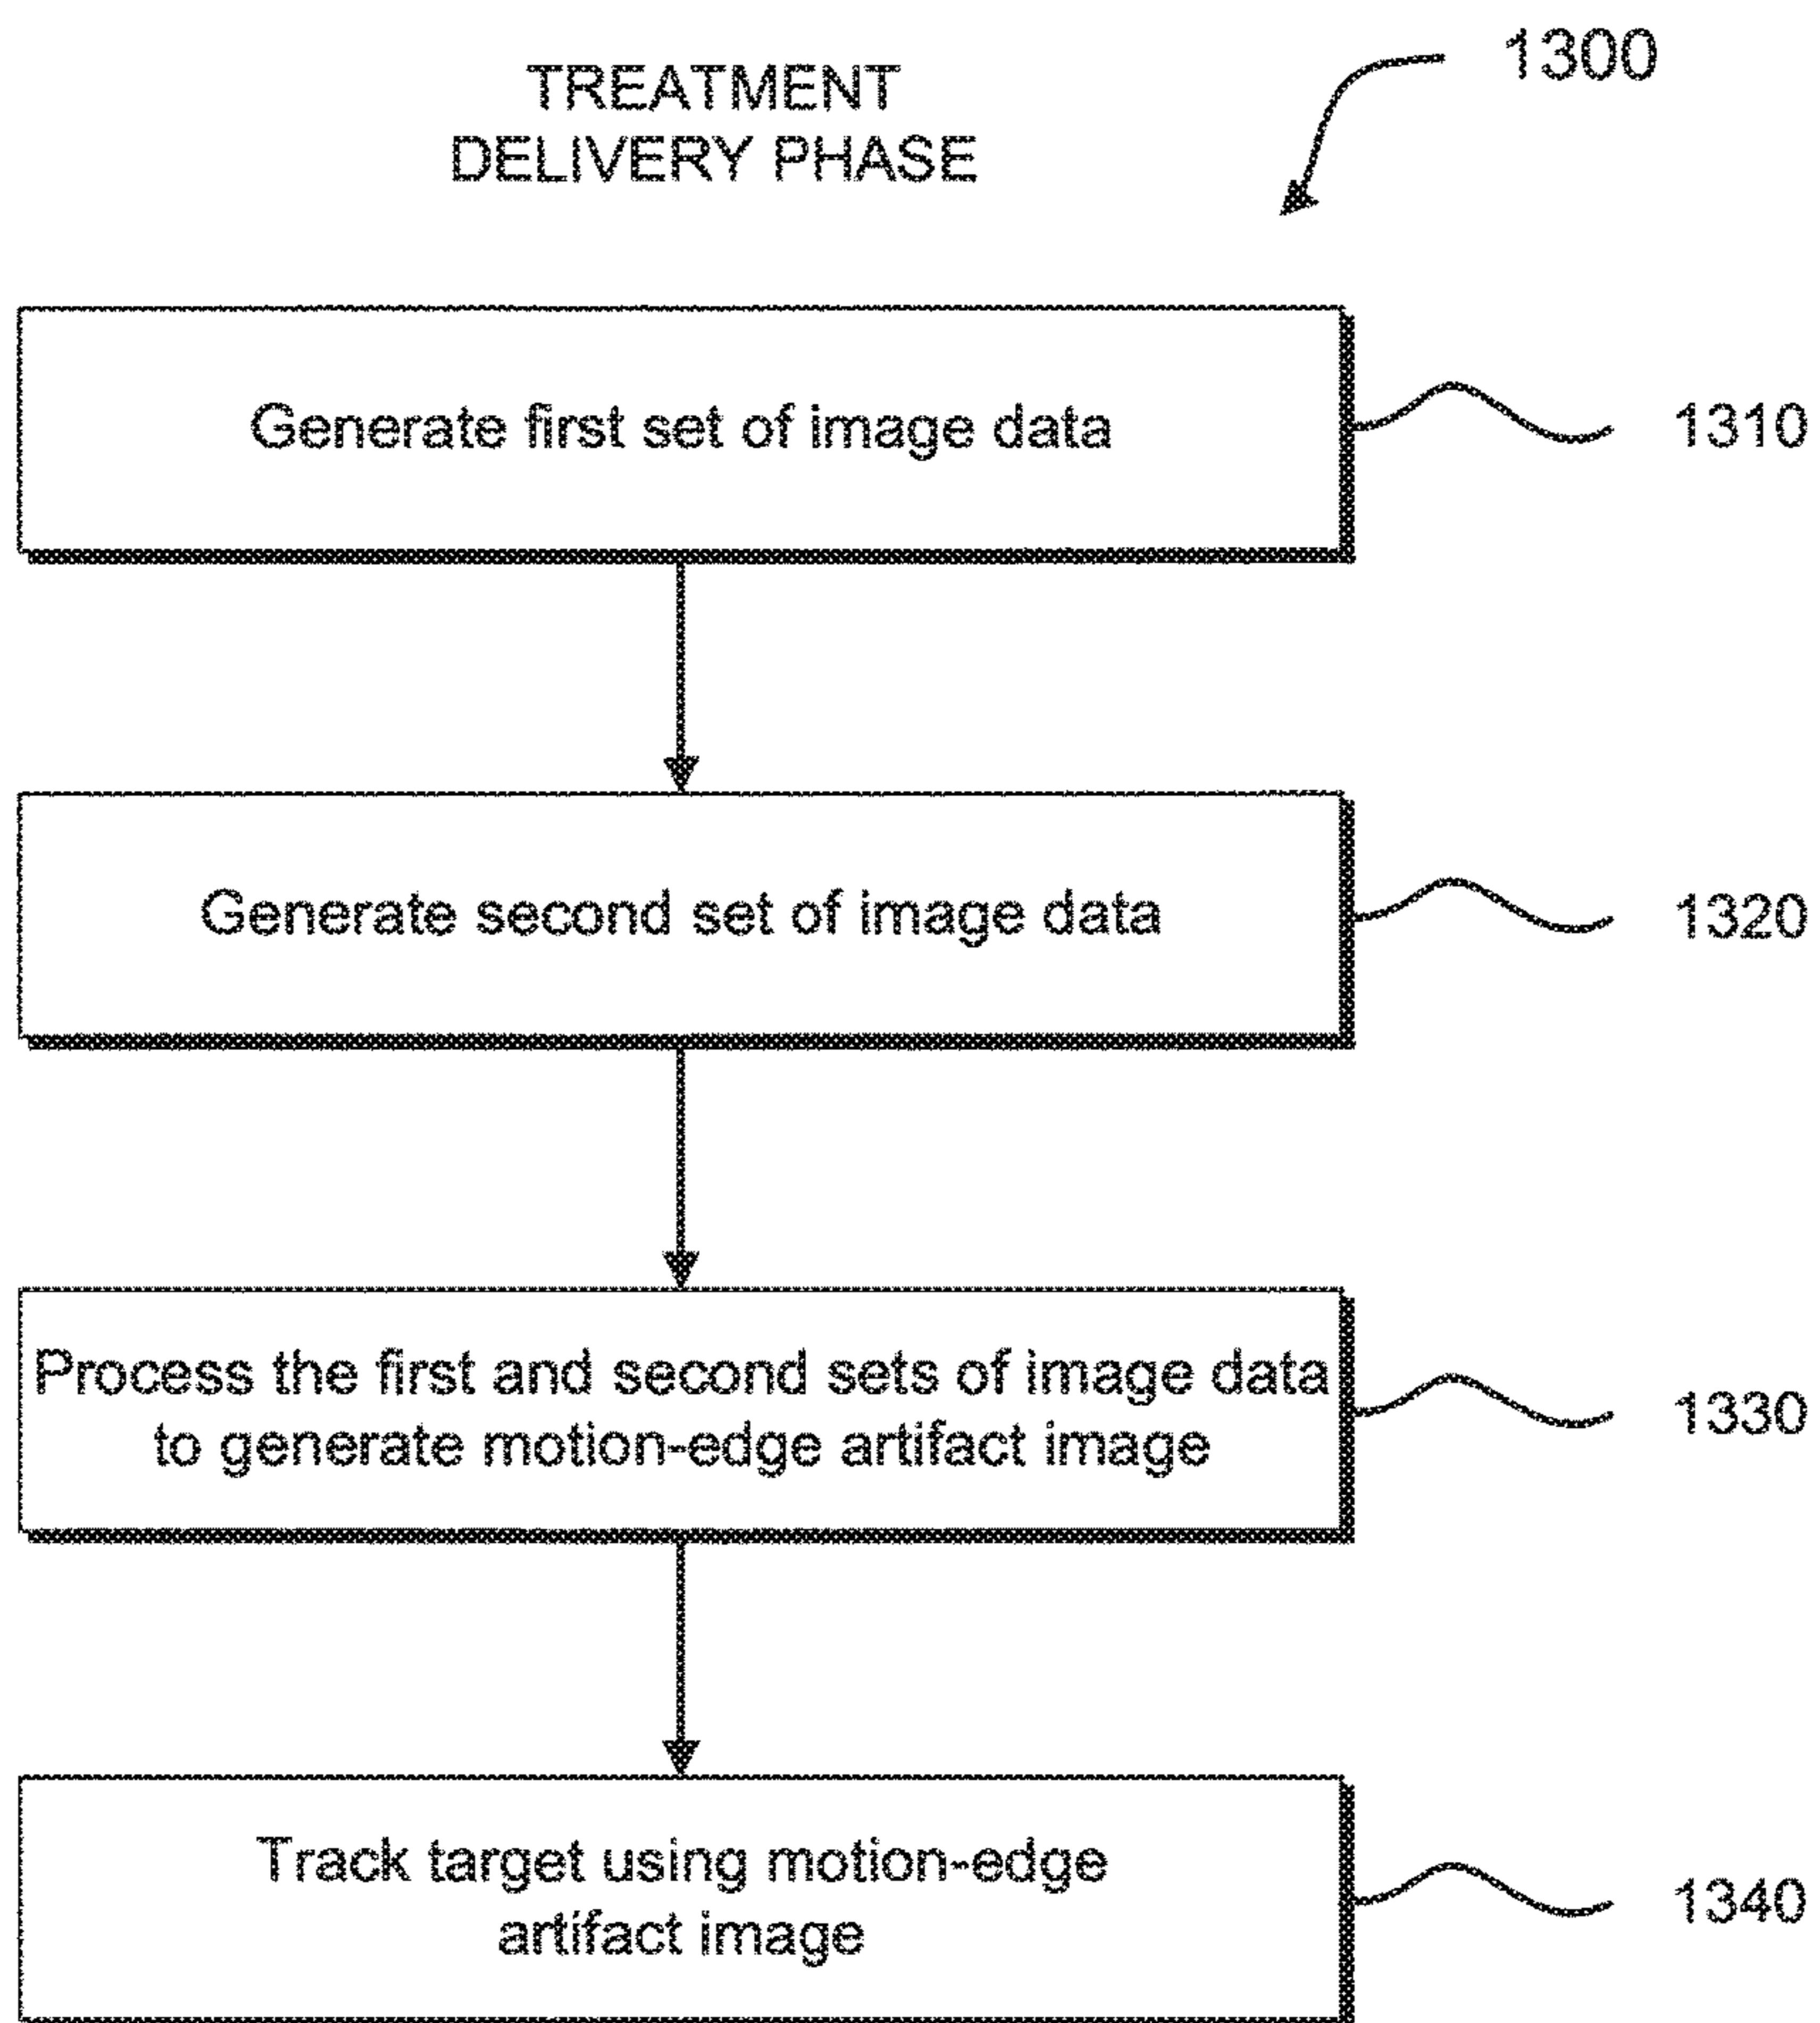 1300
TREATMENT
DELIVERY PHASE
Generate first set of image data
1310
Generate second set of image data
1320
Process the first and second sets of image data
to generate motion-edge artifact image
1330
Track target using motion-edge
artifact image
1340